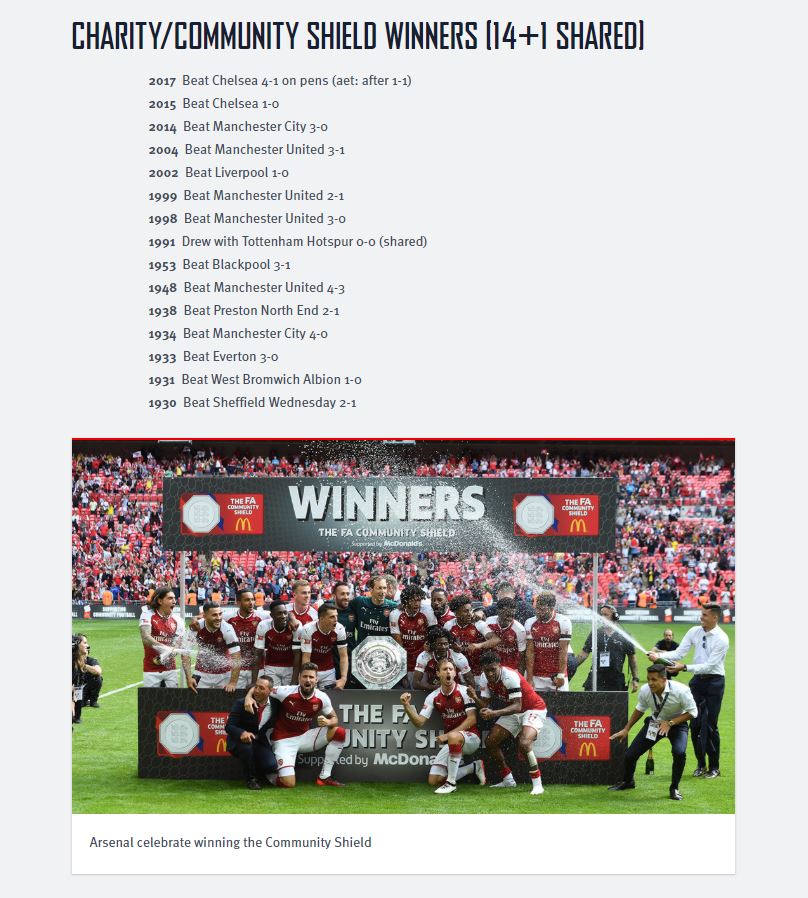 CHARITY/COMMUNITY SHIELD WINNERS (14+1 SHARED)
2017 Beat Chelsea 4-1 on pens (aet: after 1-1)
2015 Beat Chelsea 1-0
2014 Beat Manchester City 3-0
2004 Beat Manchester United 3-1
2002 Beat Liverpool 1-0
1999 Beat Manchester United 2-1
1998 Beat Manchester United 3-0
1991 Drew with Tottenham Hotspur 0-0 (shared)
1953 Beat Blackpool 3-1
1948 Beat Manchester United 4-3
1938 Beat Preston North End 2-1
1934 Beat Manchester City 4-0
1933 Beat Everton 3-0
1931 Beat West Bromwich Albion 1-0
1930 Beat Sheffield Wednesday 2-1
THE FA
COMMUNITY
SHIELD
WINNERS
THE FA COMMUNITY SHIELD
Supported by McDonald's
THE FA
COMMUNITY
SHIELD
Fly
Emirates
THE FA
UNITY SH
Supported by McDona
THE FA
COMMUNITY
SHIELD
Arsenal celebrate winning the Community Shield